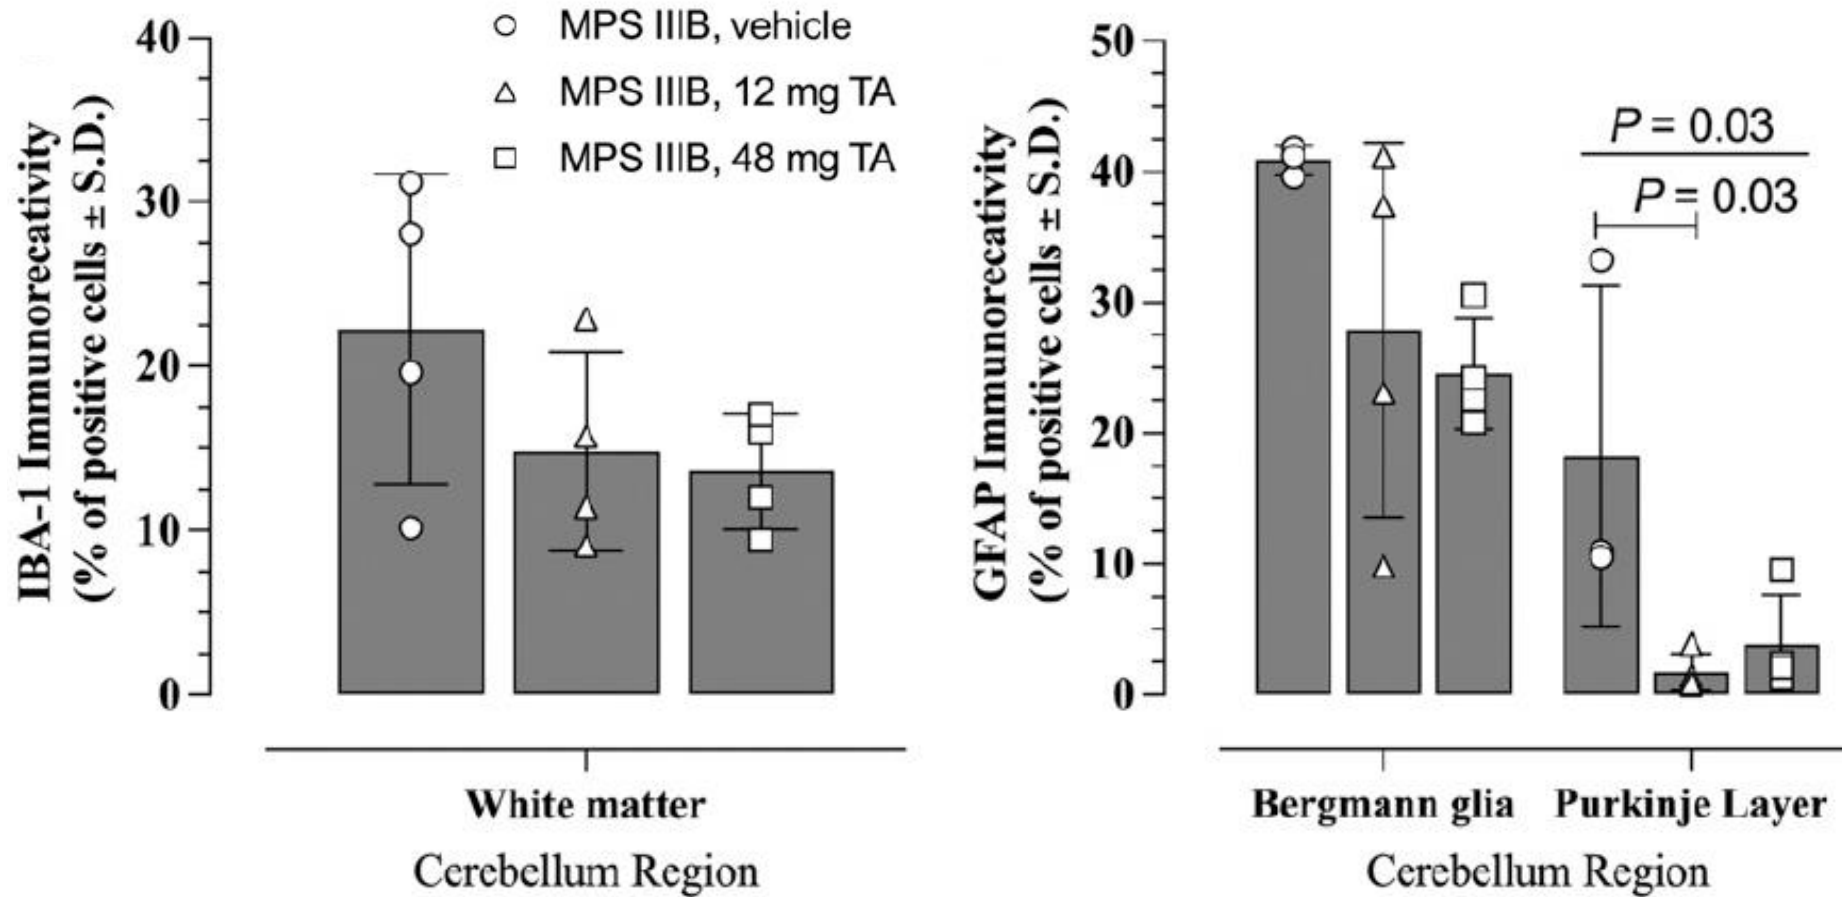 IBA-1 Immunorecativity
(% of positive cells ± S.D.)
40
30
20
10
0
MPS IIIB, vehicle
MPS IIIB, 12 mg TA
MPS IIIB, 48 mg TA
White matter
Cerebellum Region
GFAP Immunorecativity
(% of positive cells ± S.D.)
50
40
30
20
10
0
P = 0.03
P = 0.03
Bergmann glia
Purkinje Layer
Cerebellum Region